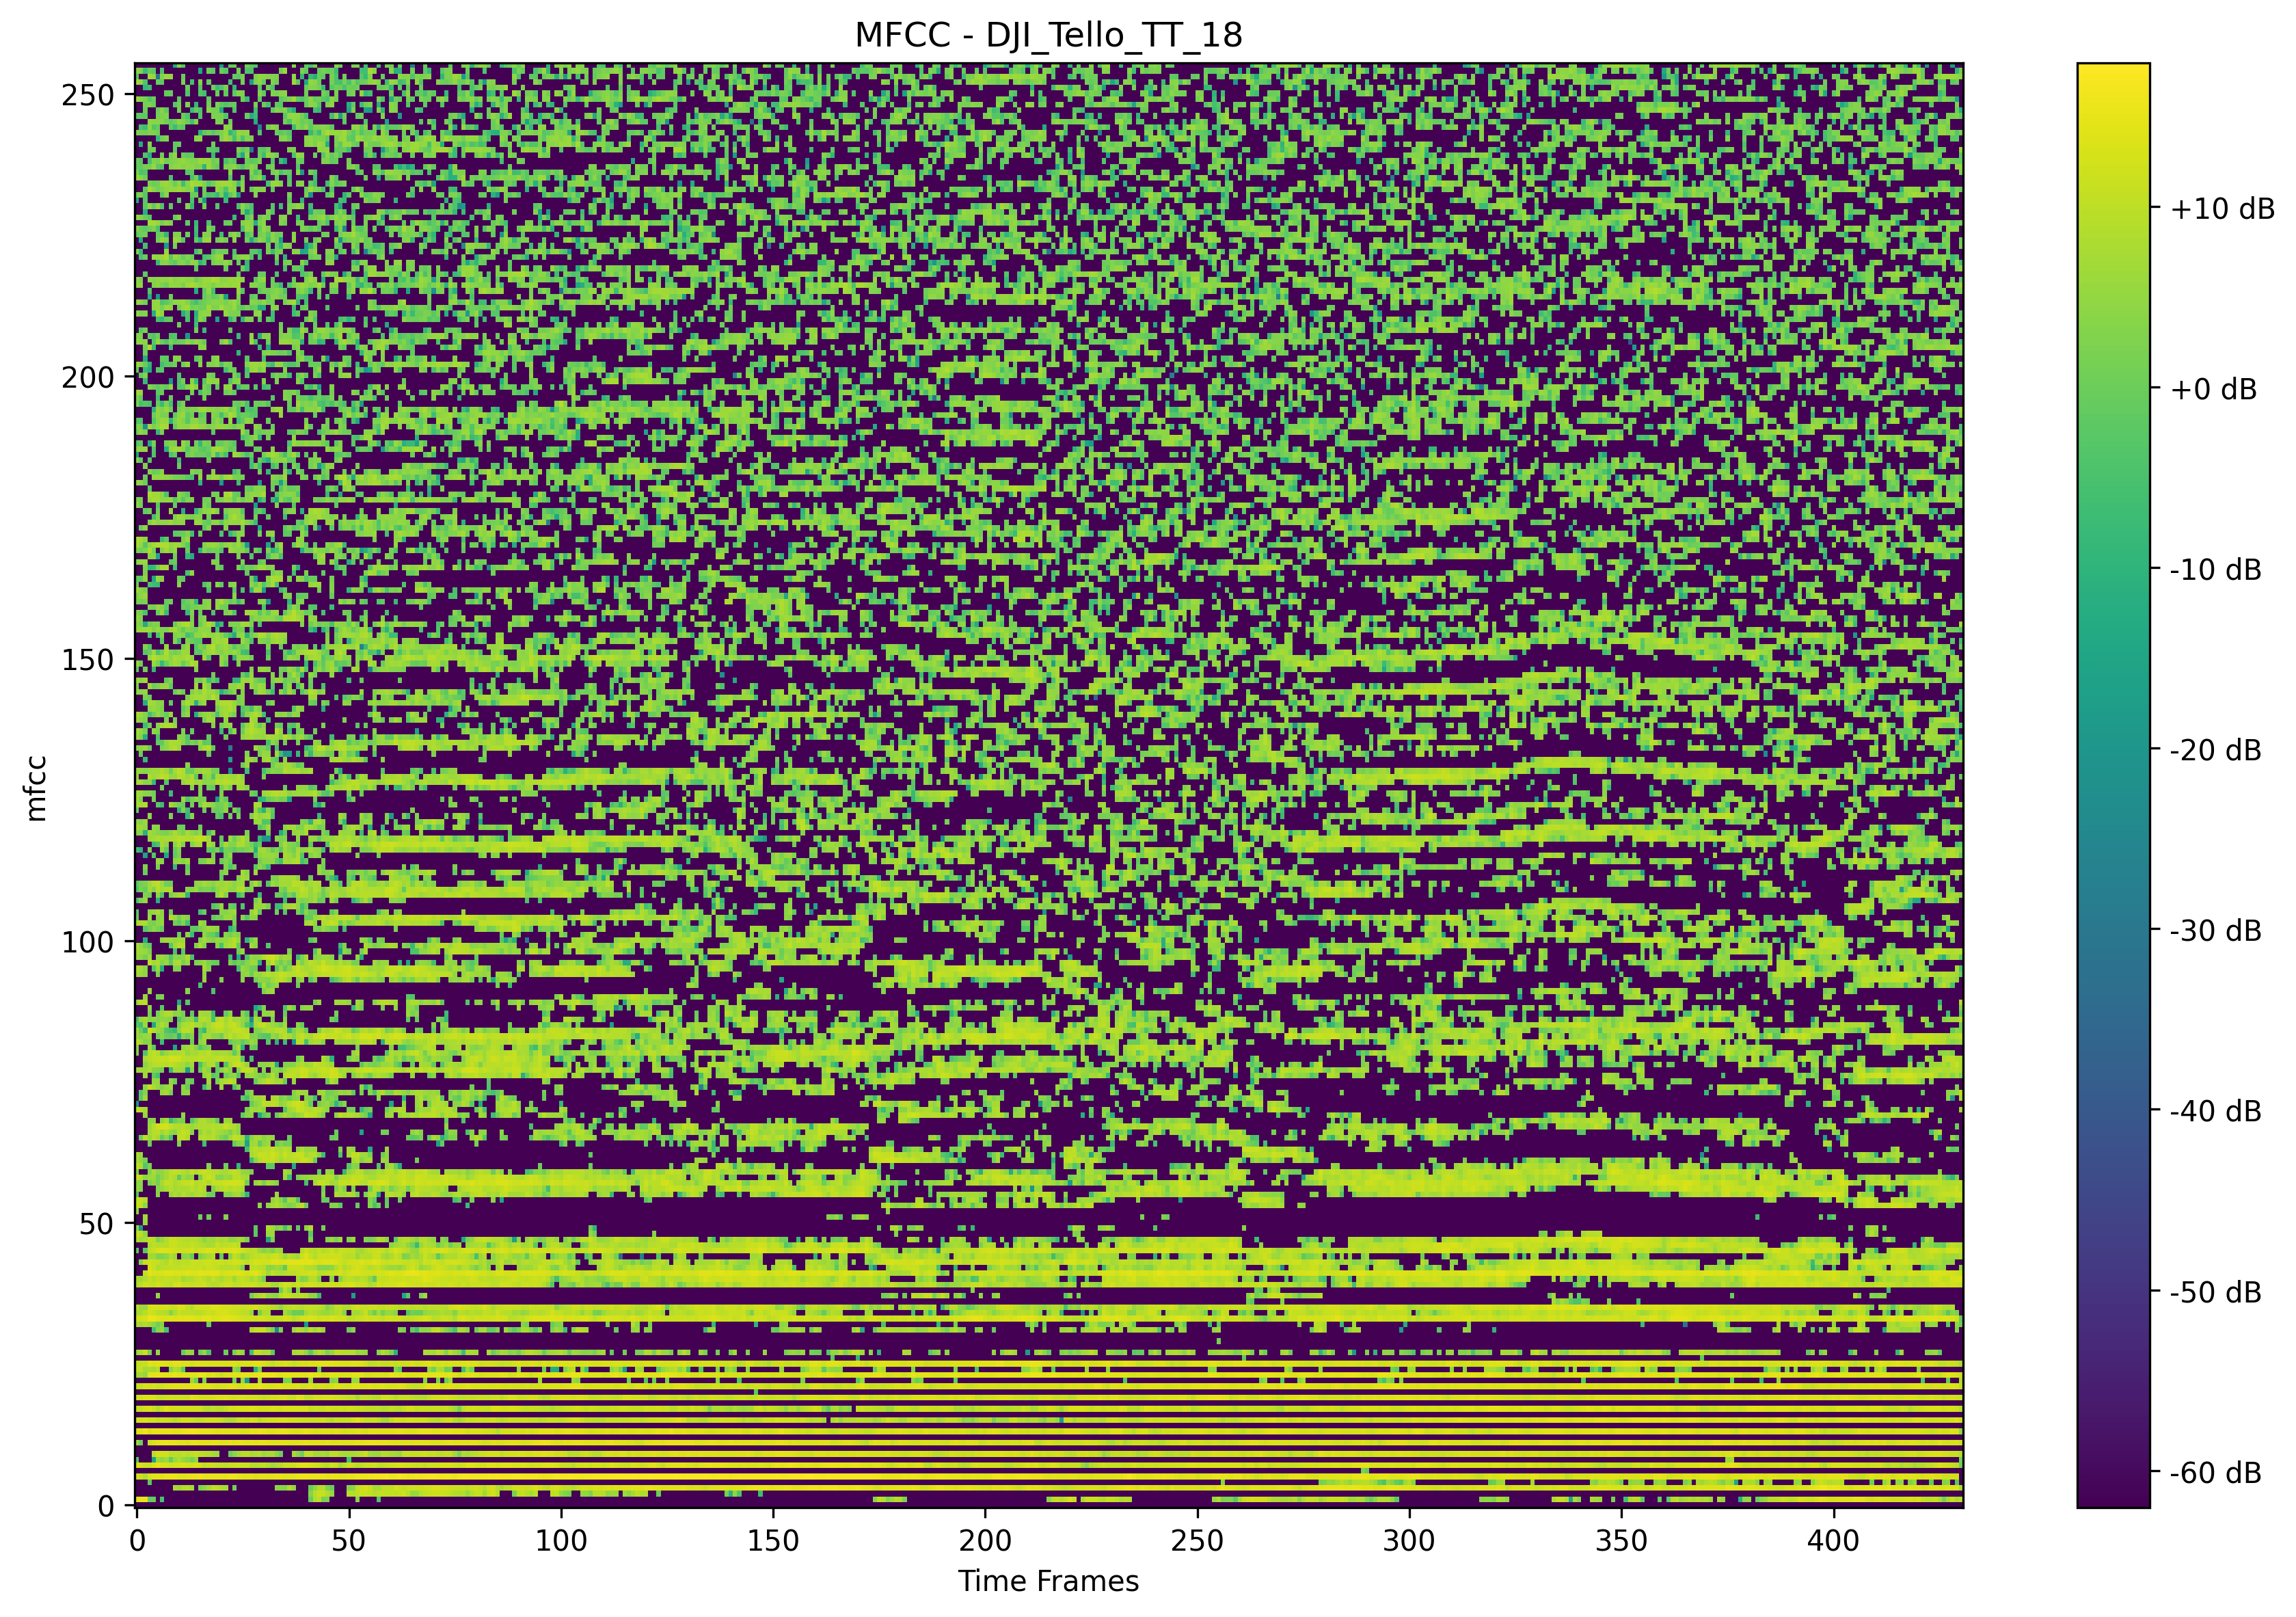 MFCC - DJI_Tello_TT_18
250
200
150
100
50
0
mfcc
0
50
100
150
200
250
300
350
400
Time Frames
+10 dB
+0 dB
-10 dB
-20 dB
-30 dB
-40 dB
-50 dB
-60 dB